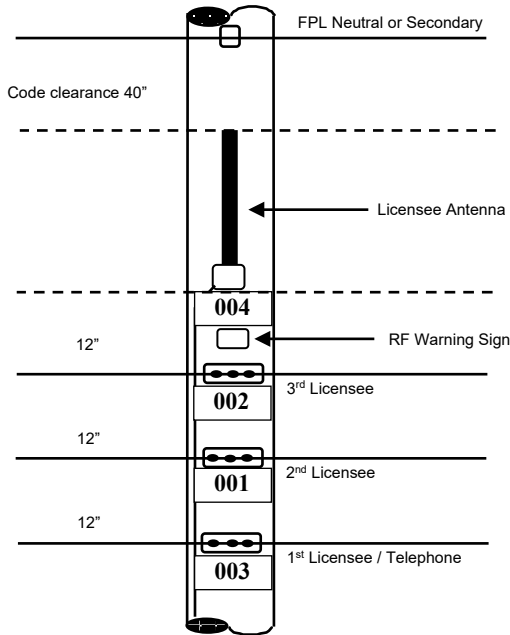 FPL Neutral or Secondary
Code clearance 40”
Licensee Antenna
004
12”
RF Warning Sign
3rd Licensee
002
12”
2nd Licensee
001
12”
1st Licensee / Telephone
003